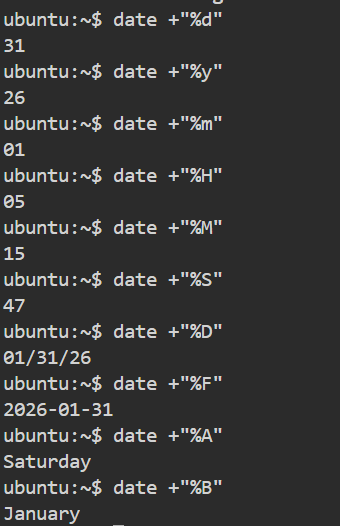 ubuntu:~$ date +"%d"
31
ubuntu:~$ date +"%y"
26
ubuntu:~$ date +"%m"
01
ubuntu:~$ date +"%H"
05
ubuntu:~$ date +"%M"
15
ubuntu:~$ date +"%S"
47
ubuntu:~$ date +"%D"
01/31/26
ubuntu:~$ date +"%F"
2026-01-31
ubuntu:~$ date +"%A"
Saturday
ubuntu:~$ date +"%B"
January